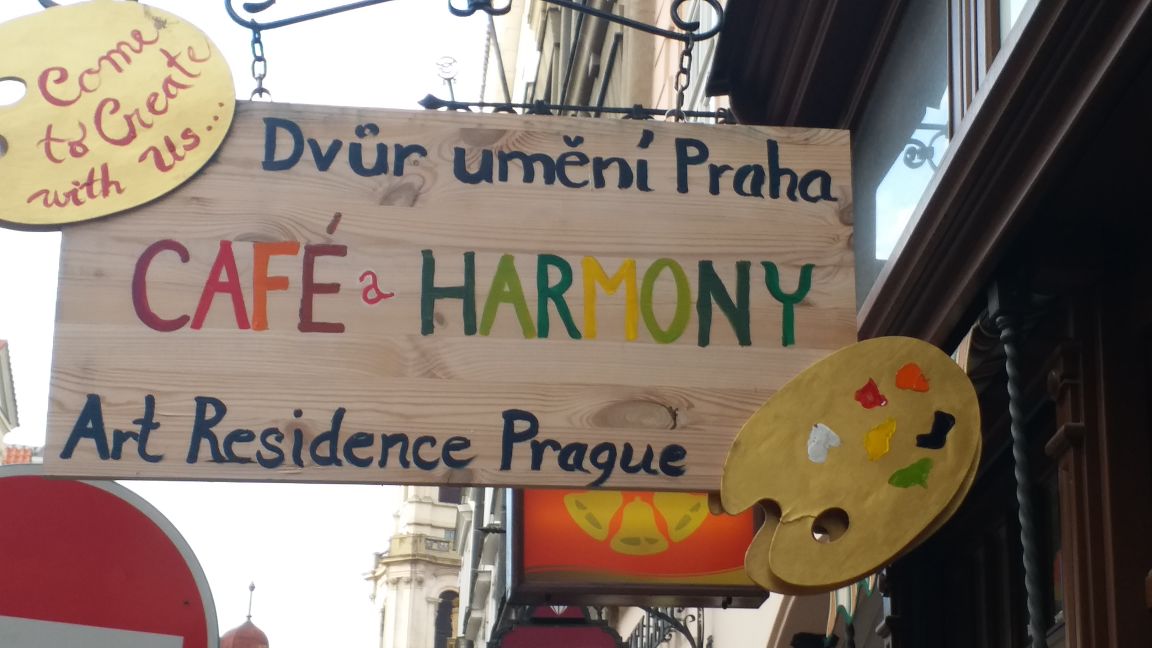 Come
to Create
with Us...
Dvůr umění Praha
CAFÉ a HARMONY
Art Residence Prague